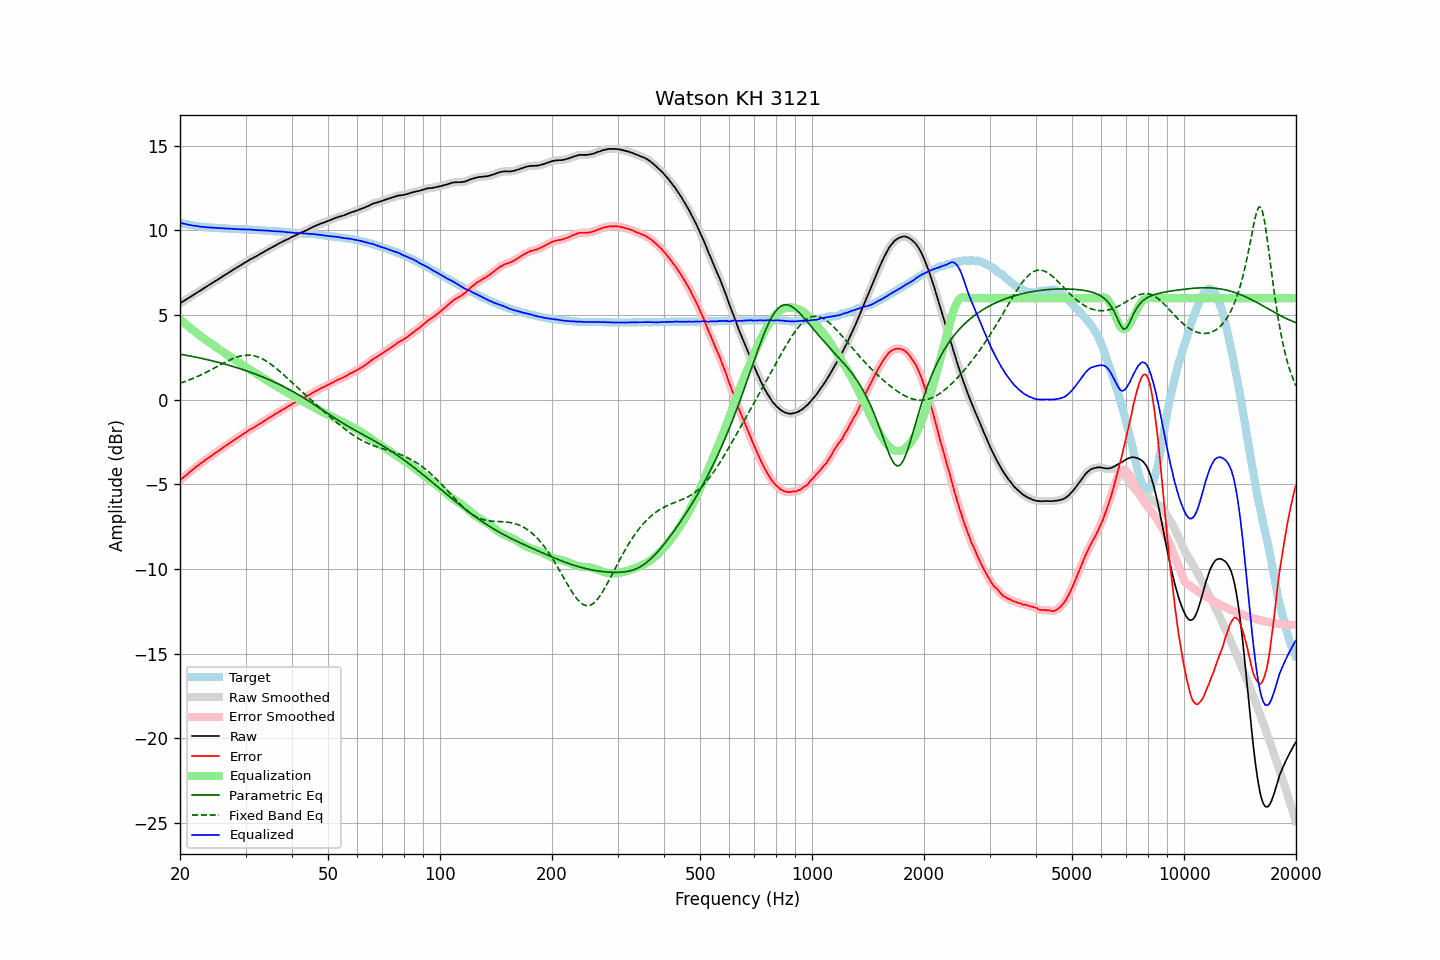 Watson KH 3121
Amplitude (dBr)
15
10
5
0
−5
−10
−15
−20
−25
Target
Raw Smoothed
Error Smoothed
Raw
Error
Equalization
Parametric Eq
Fixed Band Eq
Equalized
20 50 100 200 500 1000 2000 5000 10000 20000
Frequency (Hz)